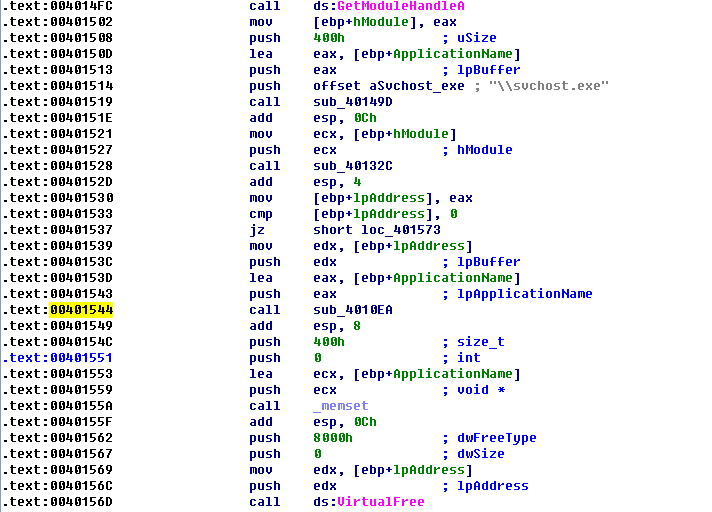 .text:004014FC call ds:GetModuleHandleA
.text:00401502 mov [ebp+hModule], eax
.text:00401508 push 400h ; uSize
.text:0040150D lea eax, [ebp+ApplicationName]
.text:00401513 push eax ; lpBuffer
.text:00401514 push offset aSvchost_exe ; "\\svchost.exe"
.text:00401519 call sub_40149D
.text:0040151E add esp, 0Ch
.text:00401521 mov ecx, [ebp+hModule]
.text:00401527 push ecx ; hModule
.text:00401528 call sub_40132C
.text:0040152D add esp, 4
.text:00401530 mov [ebp+lpAddress], eax
.text:00401533 cmp [ebp+lpAddress], 0
.text:00401537 jz short loc_401573
.text:00401539 mov edx, [ebp+lpAddress]
.text:0040153C push edx ; lpBuffer
.text:0040153D lea eax, [ebp+ApplicationName]
.text:00401543 push eax ; lpApplicationName
.text:00401544 call sub_4010EA
.text:00401549 add esp, 8
.text:0040154C push 400h ; size_t
.text:00401551 push 0 ; int
.text:00401553 lea ecx, [ebp+ApplicationName]
.text:00401559 push ecx ; void *
.text:0040155A call _memset
.text:0040155F add esp, 0Ch
.text:00401562 push 8000h ; dwFreeType
.text:00401567 push 0 ; dwSize
.text:00401569 mov edx, [ebp+lpAddress]
.text:0040156C push edx ; lpAddress
.text:0040156D call ds:VirtualFree